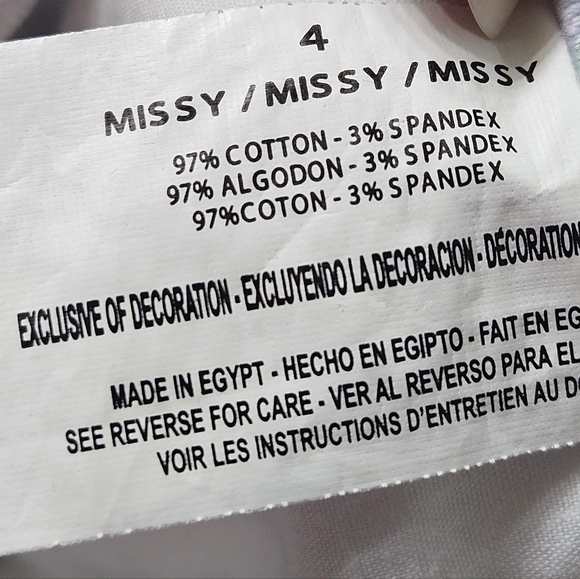 4
MISSY / MISSY / MISSY
97% COTTON - 3% SPANDEX
97% ALGODON - 3% SPANDEX
97%COTON - 3% SPANDEX
EXCLUSIVE OF DECORATION - EXCLUYENDO LA DECORACION - DÉCORATION
MADE IN EGYPT - HECHO EN EGIPTO - FAIT EN EG
SEE REVERSE FOR CARE - VER AL REVERSO PARA EL
VOIR LES INSTRUCTIONS D'ENTRETIEN AU DO